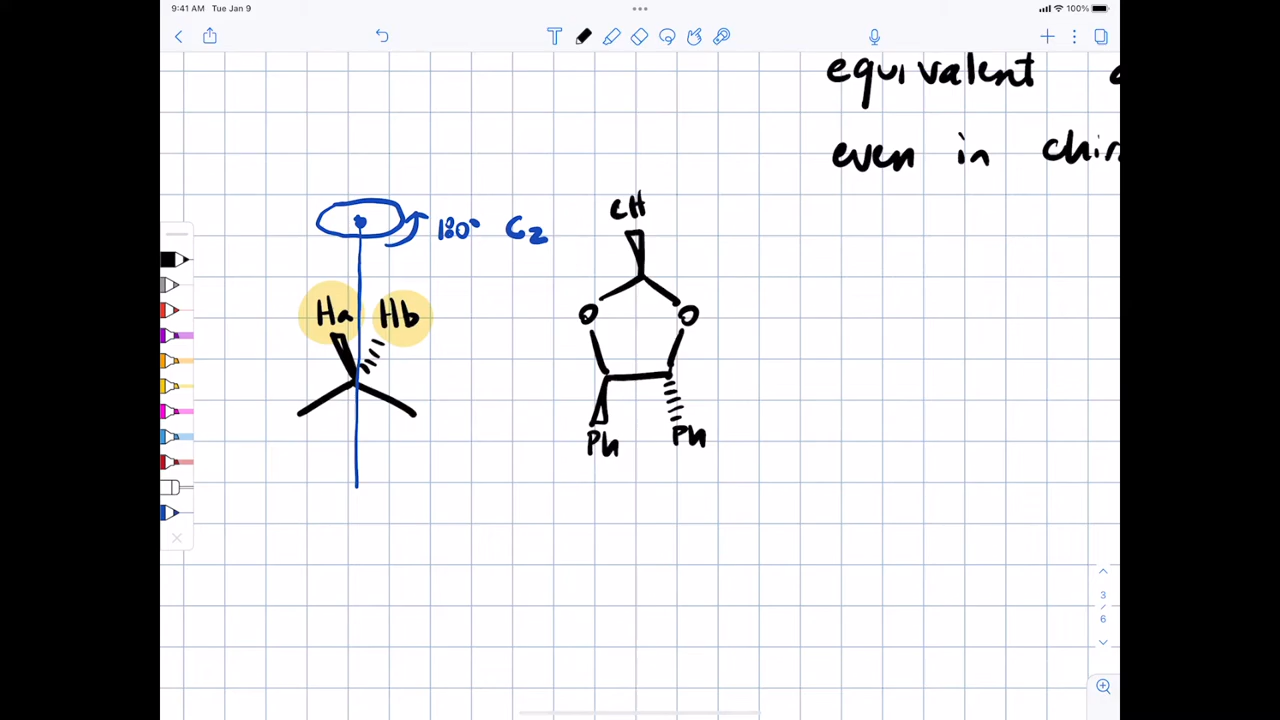 9:41 AM Tue Jan 9
100%
T
equivalent
even in
180° C2
CH
Ha Hb
O O
Ph Ph
3
/
6